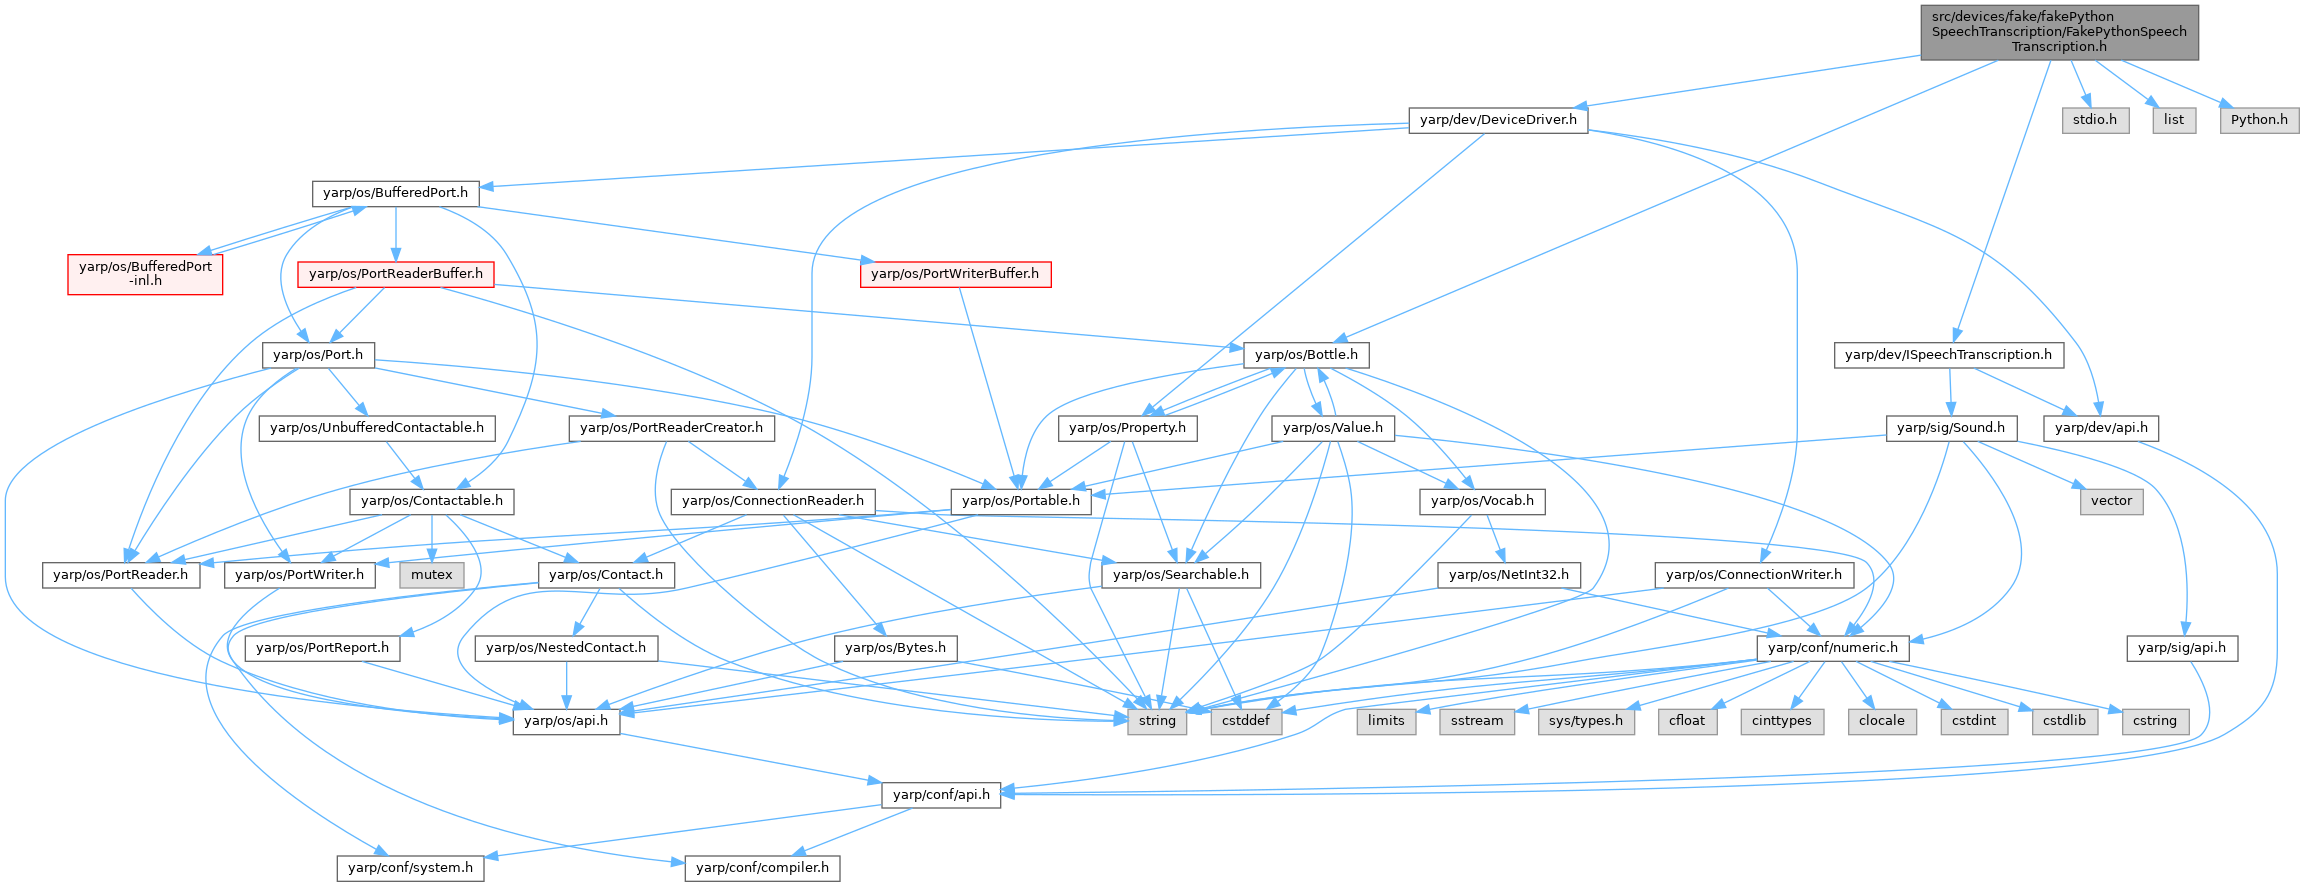 src/devices/fake/fakePython
SpeechTranscription/FakePythonSpeech
Transcription.h
yarp/dev/DeviceDriver.h
stdio.h
list
Python.h
yarp/os/BufferedPort.h
yarp/os/BufferedPort
-inl.h
yarp/os/PortReaderBuffer.h
yarp/os/PortWriterBuffer.h
yarp/os/Port.h
yarp/os/Bottle.h
yarp/dev/ISpeechTranscription.h
yarp/os/UnbufferedContactable.h
yarp/os/PortReaderCreator.h
yarp/os/Property.h
yarp/os/Value.h
yarp/sig/Sound.h
yarp/dev/api.h
yarp/os/Contactable.h
yarp/os/ConnectionReader.h
yarp/os/Portable.h
yarp/os/Vocab.h
vector
yarp/os/PortReader.h
yarp/os/PortWriter.h
mutex
yarp/os/Contact.h
yarp/os/Searchable.h
yarp/os/NetInt32.h
yarp/os/ConnectionWriter.h
yarp/os/PortReport.h
yarp/os/NestedContact.h
yarp/os/Bytes.h
yarp/conf/numeric.h
yarp/sig/api.h
yarp/os/api.h
string
cstddef
limits
sstream
sys/types.h
cfloat
cinttypes
clocale
cstdint
cstdlib
cstring
yarp/conf/api.h
yarp/conf/system.h
yarp/conf/compiler.h